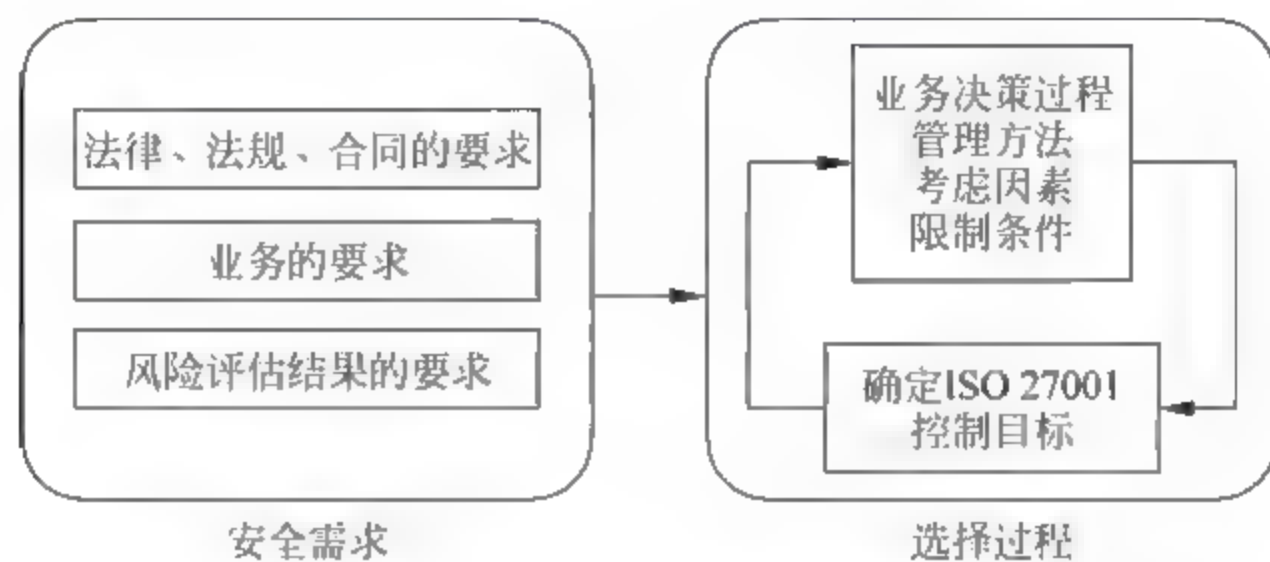 法律、法规、合同的要求
业务的要求
风险评估结果的要求
安全需求
业务决策过程
管理方法
考虑因素
限制条件
确定ISO 27001
控制目标
选择过程